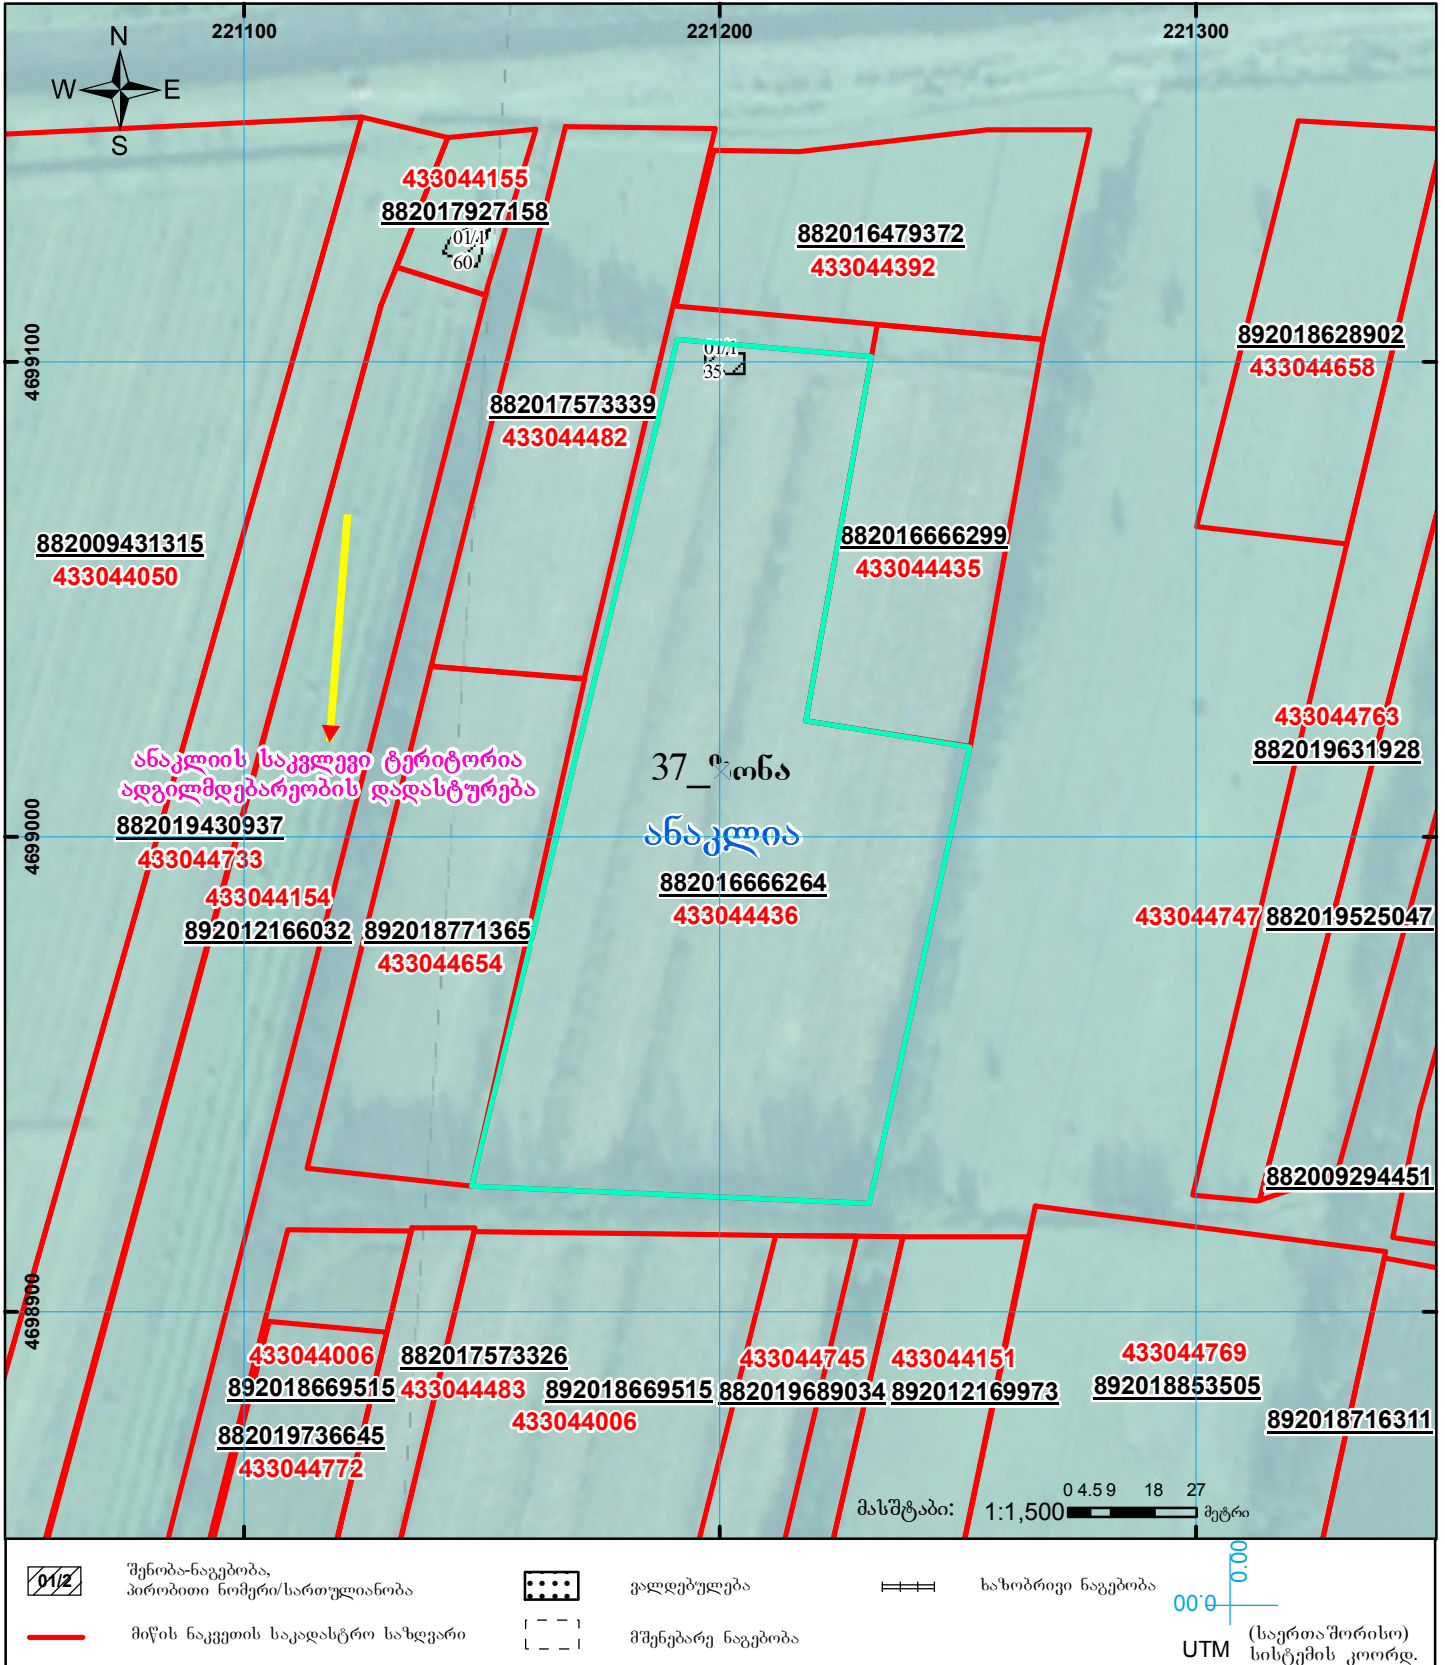 221100
221200
221300
N
W E
S
433044155
882017927158
01/1
60
882016479372
433044392
4699100
01/1
35
892018628902
433044658
882017573339
433044482
882009431315
433044050
882016666299
433044435
433044763
882019631928
ანაკლიის საკვლევი ტერიტორია
ადგილმდებარეობის დადასტურება
37_ზონა
ანაკლია
4699000
882019430937
433044733
433044154
892012166032
892018771365
433044654
882016666264
433044436
433044747
882019525047
882009294451
4698900
433044006
892018669515
882017573326
433044483
892018669515
433044006
433044745
882019689034
433044151
892012169973
433044769
892018853505
892018716311
882019736645
433044772
მასშტაბი: 1:1,500
0 4.5 9 18 27
მეტრი
01/2
შენობა-ნაგებობა,
პირობითი ნომერი/სართულიანობა
ვალდებულება
ხაზობრივი ნაგებობა
მიწის ნაკვეთის საკადასტრო საზღვარი
მშენებარე ნაგებობა
00.0
00.0
UTM
(საერთაშორისო)
სისტემის კოორდ.